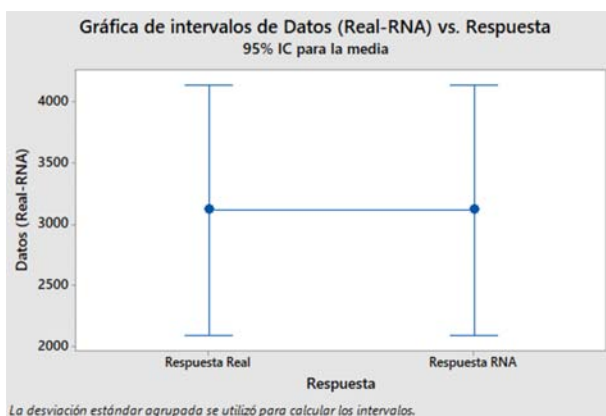 Gráfica de intervalos de Datos (Real-RNA) vs. Respuesta
95% IC para la media
Datos (Real-RNA)
4000
3500
3000
2500
2000
Respuesta Real
Respuesta RNA
Respuesta
La desviación estándar agrupada se utilizó para calcular los intervalos.